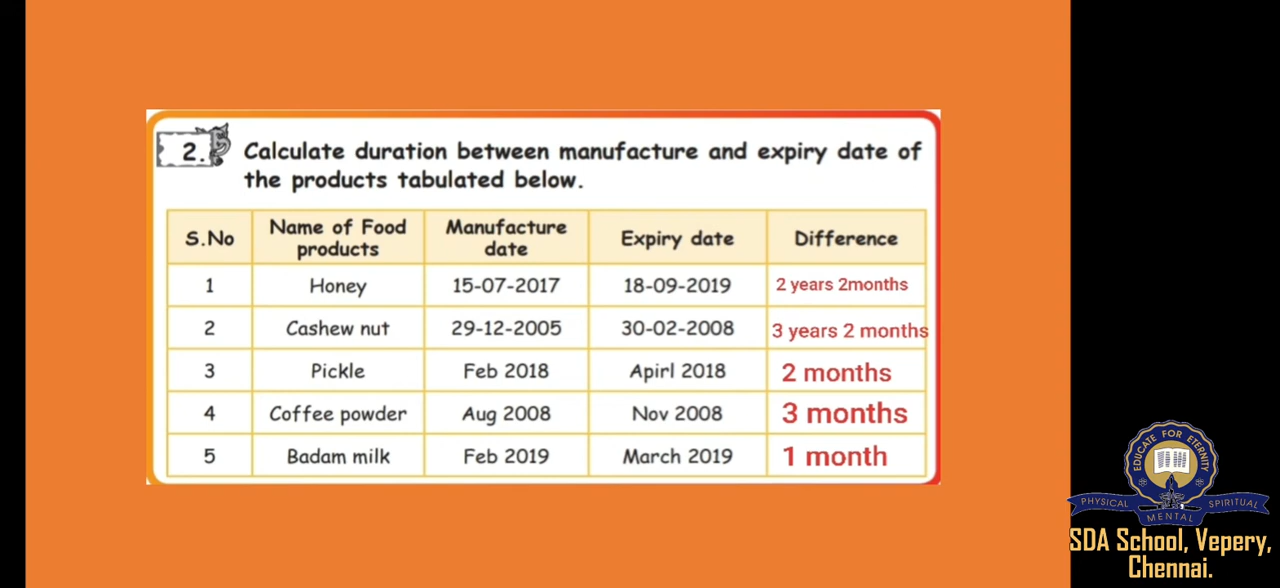 2. Calculate duration between manufacture and expiry date of
the products tabulated below.
S.No Name of Food products Manufacture date Expiry date Difference
1 Honey 15-07-2017 18-09-2019 2 years 2months
2 Cashew nut 29-12-2005 30-02-2008 3 years 2 months
3 Pickle Feb 2018 Apirl 2018 2 months
4 Coffee powder Aug 2008 Nov 2008 3 months
5 Badam milk Feb 2019 March 2019 1 month
EDUCATE FOR ETERNITY
PHYSICAL MENTAL SPIRITUAL
SDA School, Vepery,
Chennai.